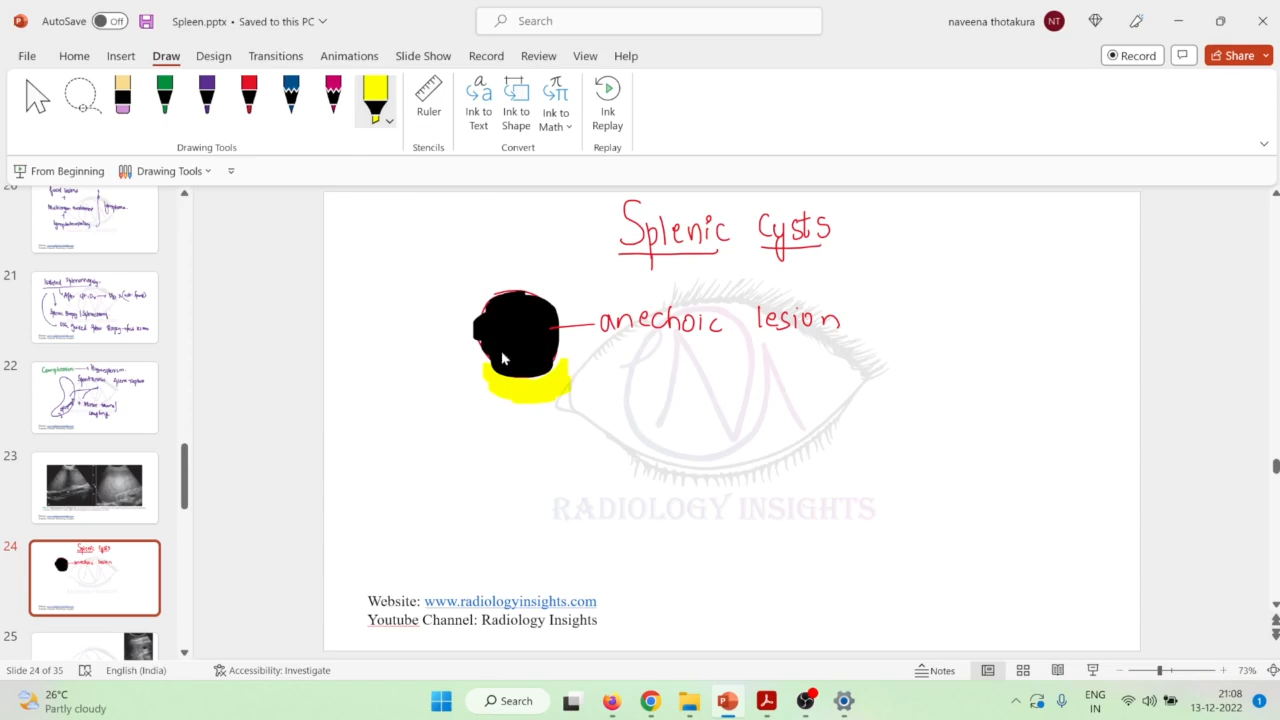 AutoSave Off Spleen.pptx • Saved to this PC Search naveena thotakura NT
File Home Insert Draw Design Transitions Animations Slide Show Record Review View Help Record Share
Ruler
Ink to Text
Ink to Shape
Ink to Math
Ink Replay
Drawing Tools Stencils Convert Replay
From Beginning Drawing Tools
21
22
23
24
25
Splenic Cysts
anechoic lesion
RADIOLOGY INSIGHTS
Website: www.radiologyinsights.com
Youtube Channel: Radiology Insights
Slide 24 of 35 English (India) Accessibility: Investigate Notes 73%
26°C
Partly cloudy
Search
ENG
IN
21:08
13-12-2022
1